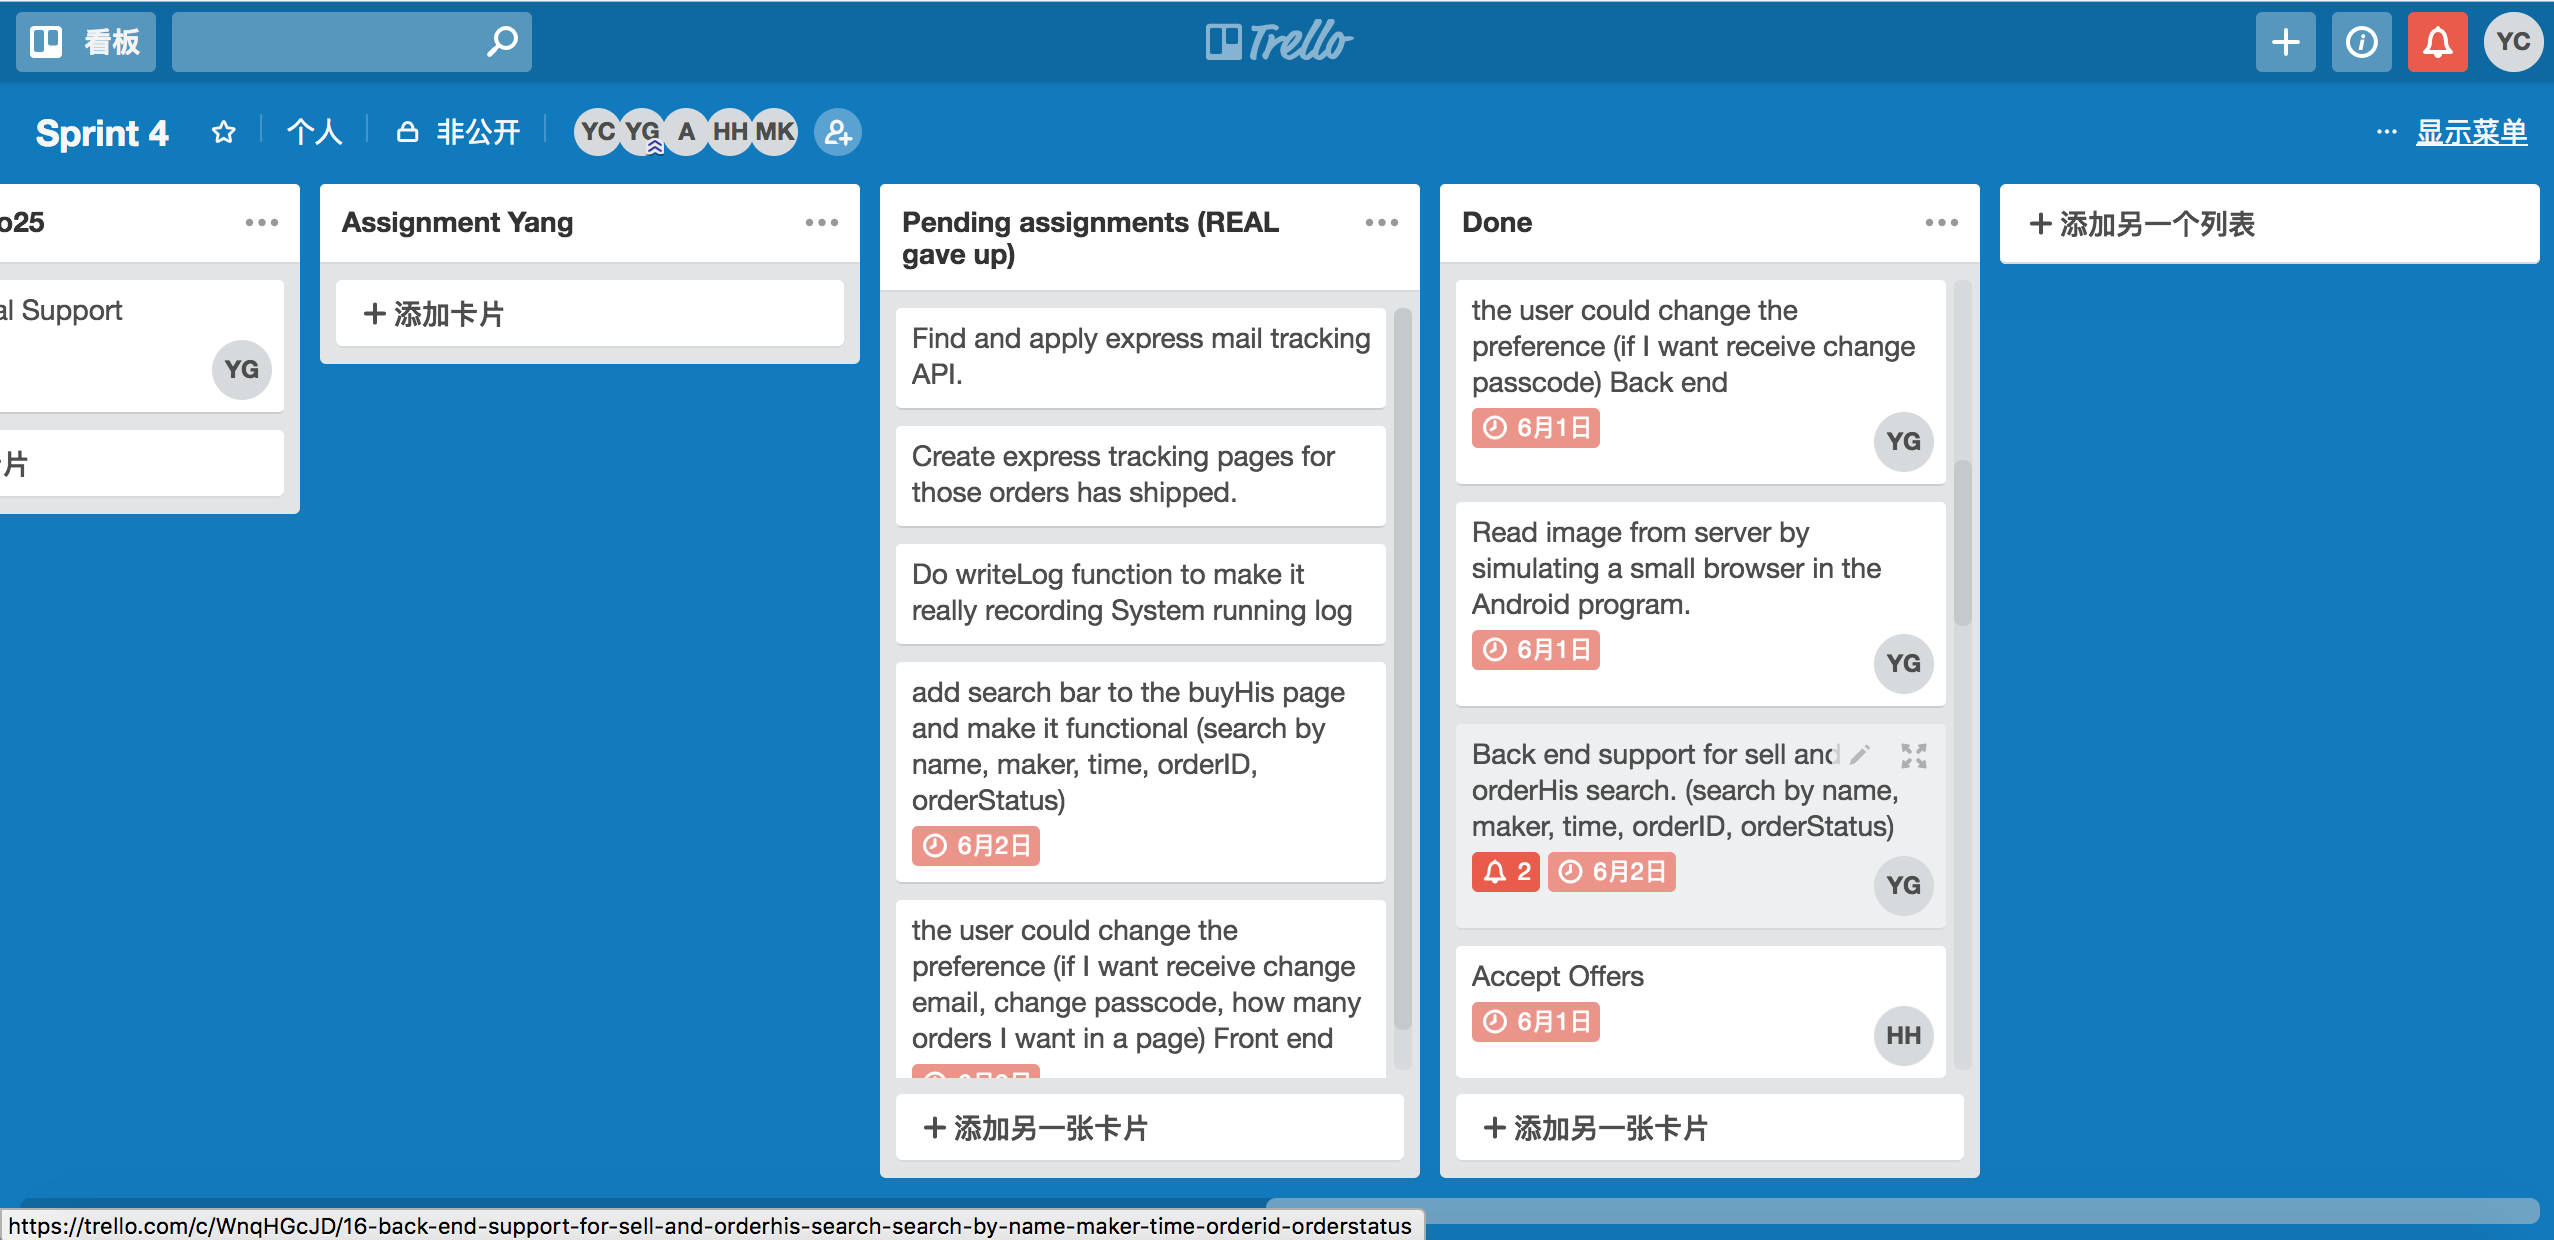 看板
Trello
YC
Sprint 4
个人
非公开
YC YG A HH MK
··· 显示菜单
o25
al Support
YG
片
Assignment Yang
+ 添加卡片
Pending assignments (REAL
gave up)
Find and apply express mail tracking
API.
Create express tracking pages for
those orders has shipped.
Do writeLog function to make it
really recording System running log
add search bar to the buyHis page
and make it functional (search by
name, maker, time, orderID,
orderStatus)
6月2日
the user could change the
preference (if I want receive change
email, change passcode, how many
orders I want in a page) Front end
+ 添加另一张卡片
Done
the user could change the
preference (if I want receive change
passcode) Back end
6月1日
YG
Read image from server by
simulating a small browser in the
Android program.
6月1日
YG
Back end support for sell and
orderHis search. (search by name,
maker, time, orderID, orderStatus)
2 6月2日
YG
Accept Offers
6月1日
HH
+ 添加另一张卡片
+ 添加另一个列表
https://trello.com/c/WnqHGcJD/16-back-end-support-for-sell-and-orderhis-search-search-by-name-maker-time-orderid-orderstatus